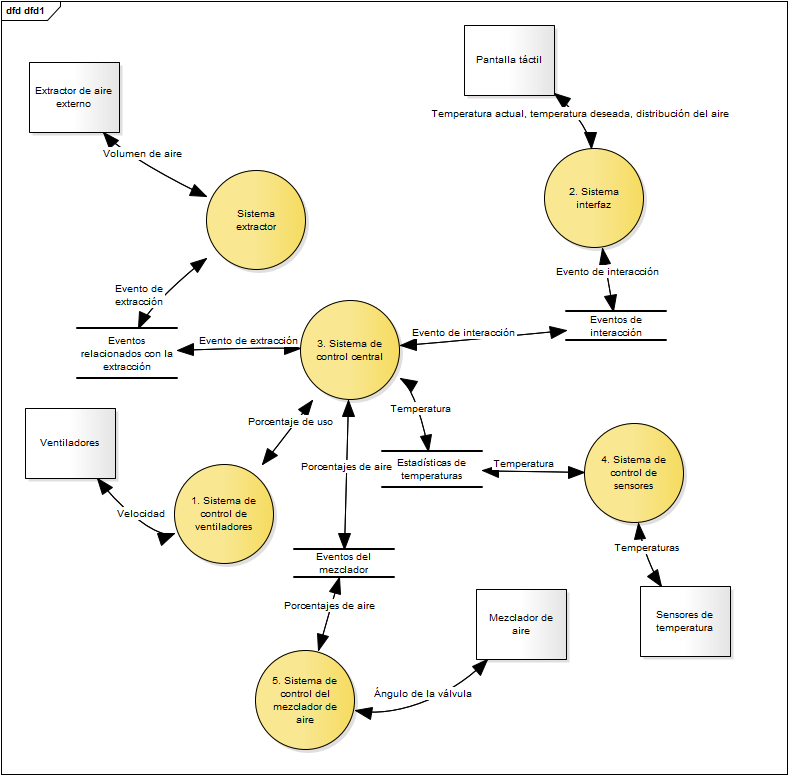 dfd dfd1
Pantalla táctil
Extractor de aire
externo
Temperatura actual, temperatura deseada, distribución del aire
Volumen de aire
2. Sistema
interfaz
Sistema
extractor
Evento de interacción
Evento de
extracción
Eventos de
interacción
Eventos
relacionados con la
extracción
Evento de extracción
3. Sistema de
control central
Evento de interacción
Temperatura
Porcentaje de uso
Ventiladores
Porcentajes de aire
Estadísticas de
temperaturas
Temperatura
4. Sistema de
control de
sensores
Velocidad
1. Sistema de
control de
ventiladores
Temperaturas
Eventos del
mezclador
Porcentajes de aire
Mezclador de
aire
Sensores de
temperatura
5. Sistema de
control del
mezclador de
aire
Ángulo de la válvula